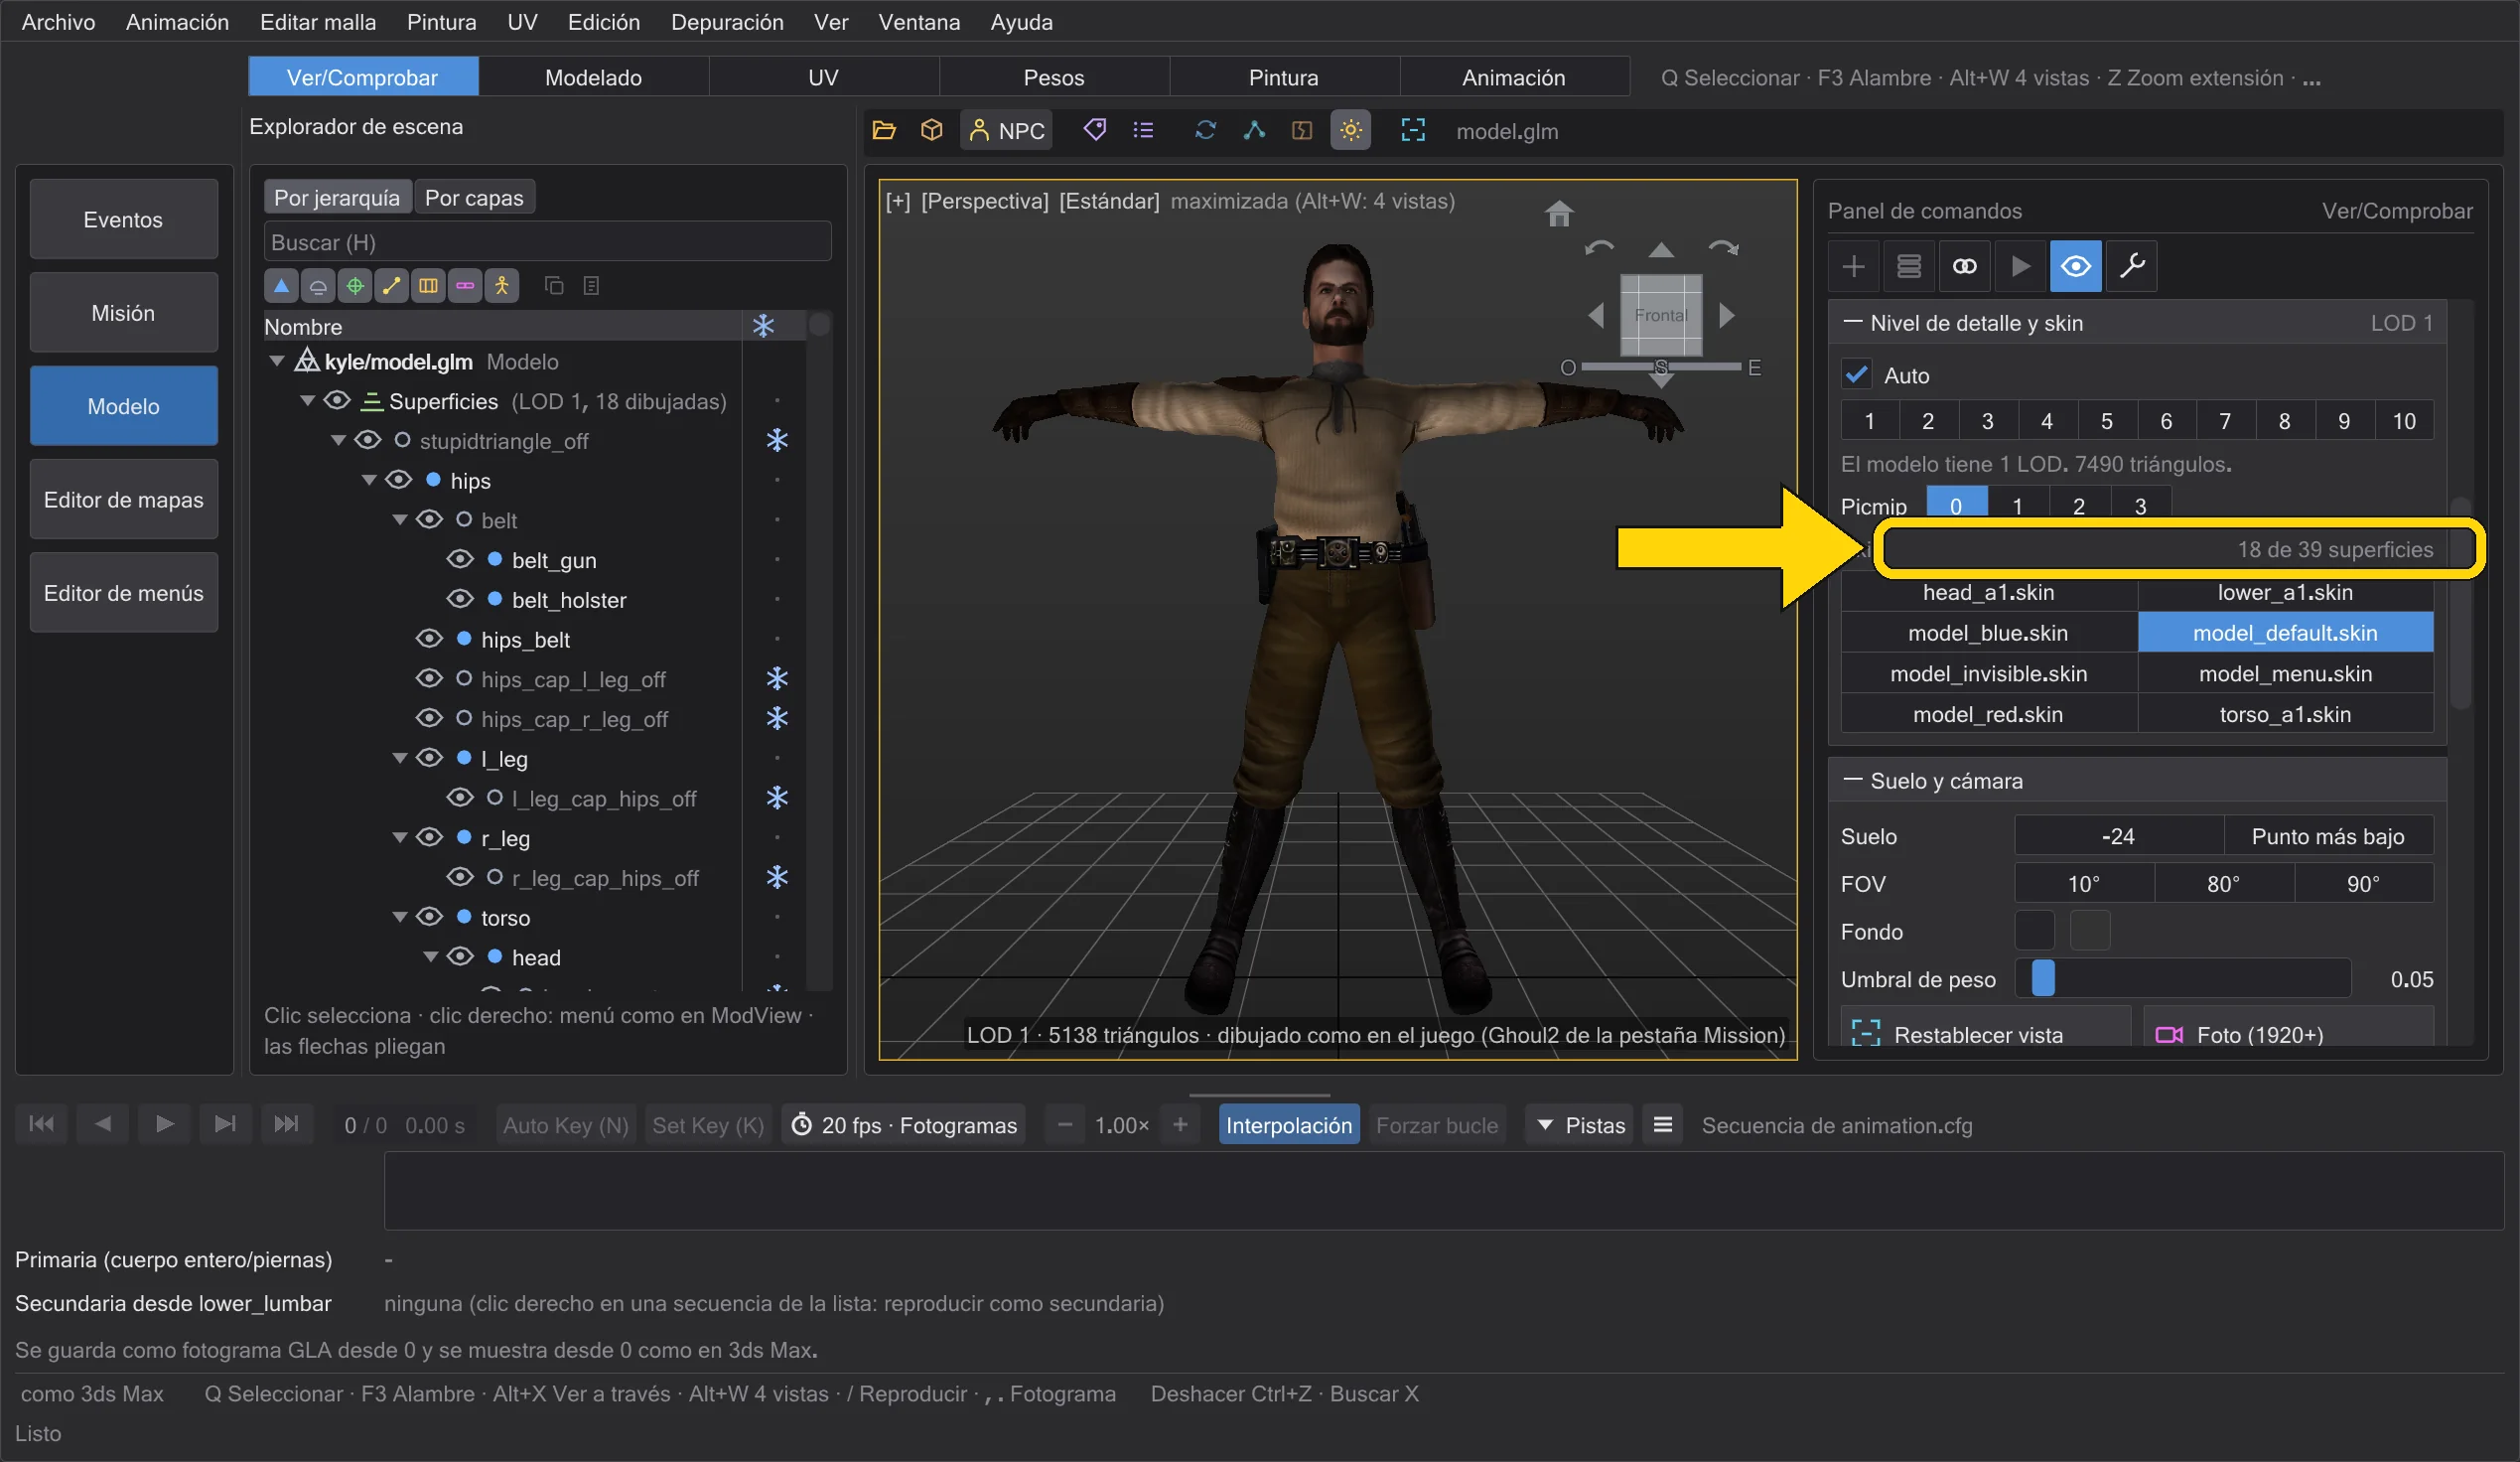 Archivo Animación Editar malla Pintura UV Edición Depuración Ver Ventana Ayuda
Ver/Comprobar Modelado UV Pesos Pintura Animación Q Seleccionar · F3 Alambre · Alt+W 4 vistas · Z Zoom extensión · ...
Explorador de escena
NPC model.glm
Eventos
Misión
Modelo
Editor de mapas
Editor de menús
Por jerarquía Por capas
Buscar (H)
Nombre
kyle/model.glm Modelo
Superficies (LOD 1, 18 dibujadas)
stupidtriangle_off
hips
belt
belt_gun
belt_holster
hips_belt
hips_cap_l_leg_off
hips_cap_r_leg_off
l_leg
l_leg_cap_hips_off
r_leg
r_leg_cap_hips_off
torso
head
Clic selecciona · clic derecho: menú como en ModView ·
las flechas pliegan
[+] [Perspectiva] [Estándar] maximizada (Alt+W: 4 vistas)
Frontal
O S E
LOD 1 · 5138 triángulos · dibujado como en el juego (Ghoul2 de la pestaña Mission)
Panel de comandos Ver/Comprobar
Nivel de detalle y skin LOD 1
Auto
1 2 3 4 5 6 7 8 9 10
El modelo tiene 1 LOD. 7490 triángulos.
Picmip 0 1 2 3
18 de 39 superficies
head_a1.skin lower_a1.skin
model_blue.skin model_default.skin
model_invisible.skin model_menu.skin
model_red.skin torso_a1.skin
Suelo y cámara
Suelo -24 Punto más bajo
FOV 10° 80° 90°
Fondo
Umbral de peso 0.05
Restablecer vista Foto (1920+)
0 / 0 0.00 s Auto Key (N) Set Key (K) 20 fps · Fotogramas − 1.00× + Interpolación Forzar bucle Pistas Secuencia de animation.cfg
Primaria (cuerpo entero/piernas) -
Secundaria desde lower_lumbar ninguna (clic derecho en una secuencia de la lista: reproducir como secundaria)
Se guarda como fotograma GLA desde 0 y se muestra desde 0 como en 3ds Max.
como 3ds Max Q Seleccionar · F3 Alambre · Alt+X Ver a través · Alt+W 4 vistas · / Reproducir · , . Fotograma Deshacer Ctrl+Z · Buscar X
Listo